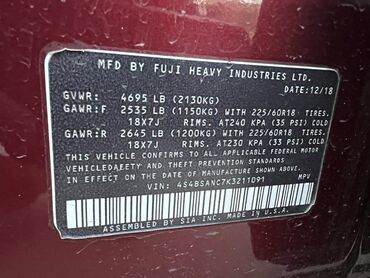 MFD BY FUJI HEAVY INDUSTRIES LTD.
DATE:12/18
GVWR: 4695 LB (2130KG)
GAWR:F 2535 LB (1150KG) WITH 225/60R18 TIRES.
18X7J RIMS. AT240 KPA (35 PSI) COLD
GAWR:R 2645 LB (1200KG) WITH 225/60R18 TIRES.
18X7J RIMS. AT230 KPA (33 PSI) COLD
THIS VEHICLE CONFORMS TO ALL APPLICABLE FEDERAL MOTOR
VEHICLE SAFETY AND THEFT PREVENTION STANDARDS IN
EFFECT ON THE DATE OF MANUFACTURE SHOWN ABOVE.
VIN: 4S4BSANC7K3211091 MPV
ASSEMBLED BY SIA INC. MADE IN U.S.A.